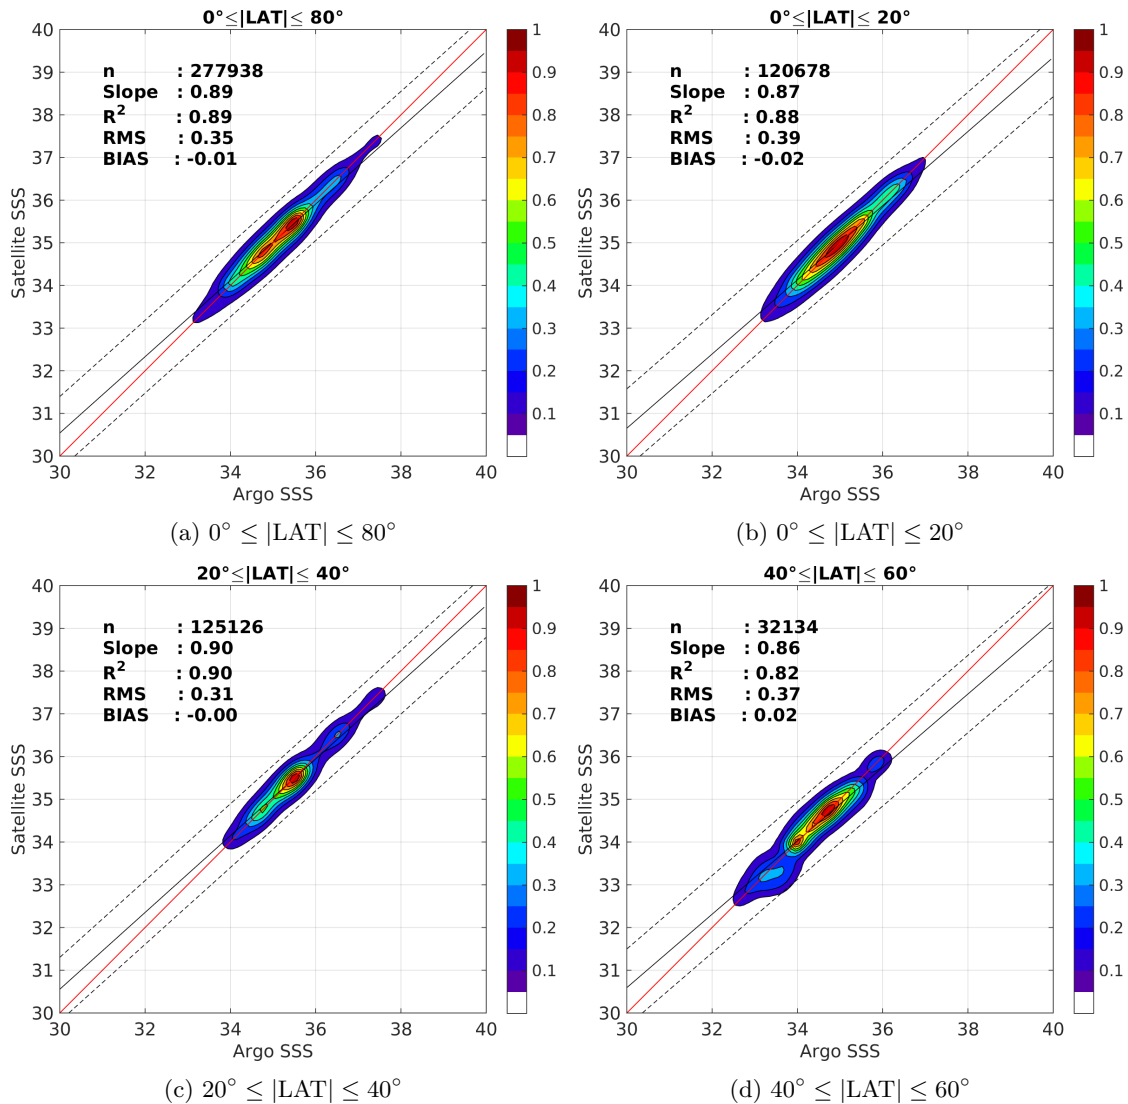 0°≤|LAT|≤ 80°
n : 277938
Slope : 0.89
R² : 0.89
RMS : 0.35
BIAS : -0.01
40
39
38
37
36
35
34
33
32
31
30
30 32 34 36 38 40
Satellite SSS
Argo SSS
1
0.9
0.8
0.7
0.6
0.5
0.4
0.3
0.2
0.1
(a) 0° ≤ |LAT| ≤ 80°
0°≤|LAT|≤ 20°
n : 120678
Slope : 0.87
R² : 0.88
RMS : 0.39
BIAS : -0.02
40
39
38
37
36
35
34
33
32
31
30
30 32 34 36 38 40
Satellite SSS
Argo SSS
1
0.9
0.8
0.7
0.6
0.5
0.4
0.3
0.2
0.1
(b) 0° ≤ |LAT| ≤ 20°
20°≤|LAT|≤ 40°
n : 125126
Slope : 0.90
R² : 0.90
RMS : 0.31
BIAS : -0.00
40
39
38
37
36
35
34
33
32
31
30
30 32 34 36 38 40
Satellite SSS
Argo SSS
1
0.9
0.8
0.7
0.6
0.5
0.4
0.3
0.2
0.1
(c) 20° ≤ |LAT| ≤ 40°
40°≤|LAT|≤ 60°
n : 32134
Slope : 0.86
R² : 0.82
RMS : 0.37
BIAS : 0.02
40
39
38
37
36
35
34
33
32
31
30
30 32 34 36 38 40
Satellite SSS
Argo SSS
1
0.9
0.8
0.7
0.6
0.5
0.4
0.3
0.2
0.1
(d) 40° ≤ |LAT| ≤ 60°